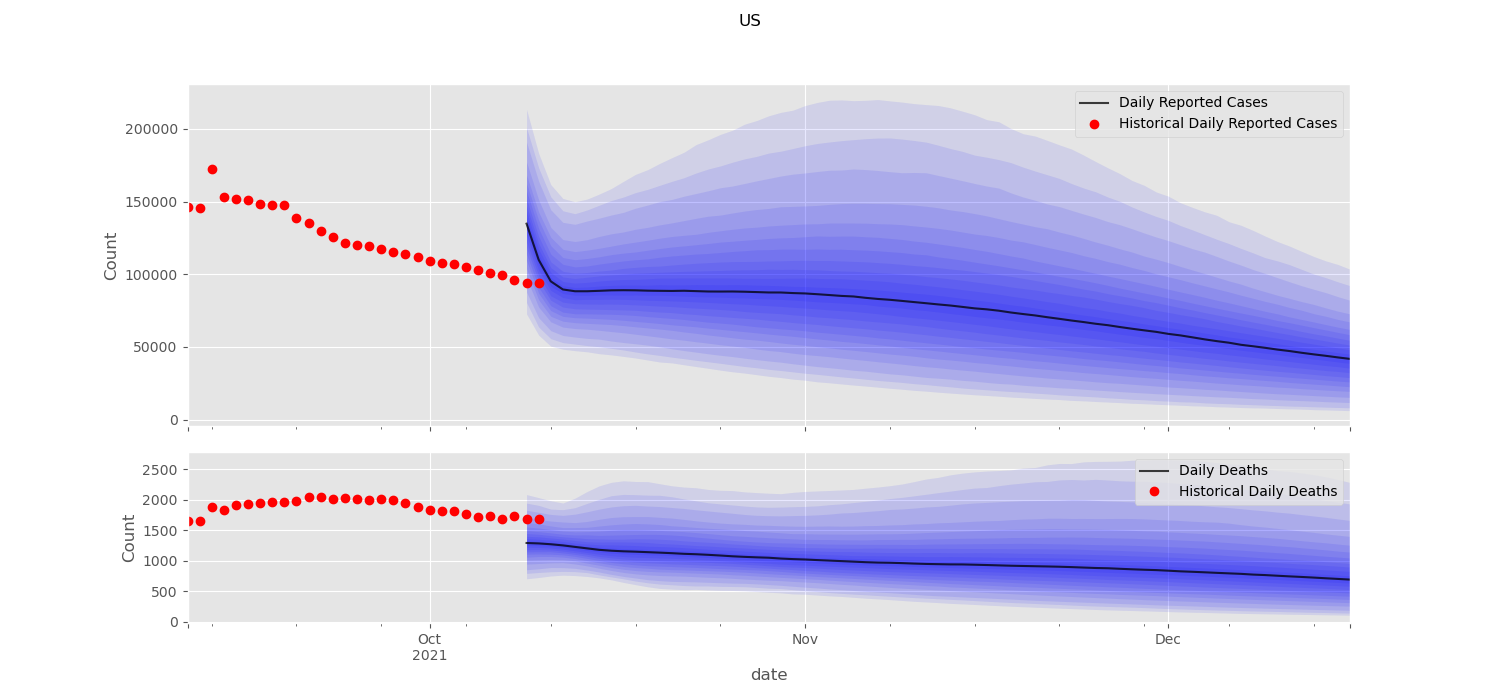 US
200000
150000
100000
50000
0
Count
Daily Reported Cases
Historical Daily Reported Cases
2500
2000
1500
1000
500
0
Count
Daily Deaths
Historical Daily Deaths
Oct
2021
Nov
Dec
date